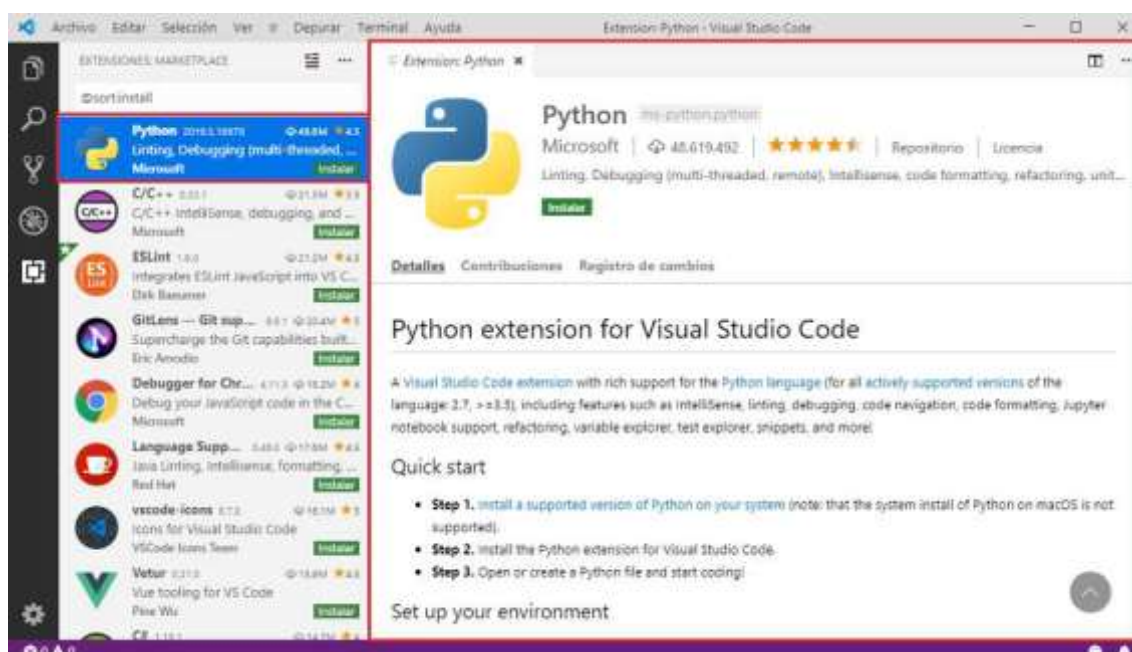 Archivo Editar Selección Ver Ir Depurar Terminal Ayuda
Extension: Python - Visual Studio Code
EXTENSIONES: MARKETPLACE
@sort:installs
Python
Linting, Debugging (multi-threaded, ...
Microsoft
Instalar
C/C++
C/C++ IntelliSense, debugging, and ...
Microsoft
Instalar
ESLint
Integrates ESLint JavaScript into VS C...
Dirk Baeumer
Instalar
GitLens — Git sup...
Supercharge the Git capabilities built...
Eric Amodio
Instalar
Debugger for Chr...
Debug your JavaScript code in the C...
Microsoft
Instalar
Language Supp...
Java Linting, Intellisense, formatting, ...
Red Hat
Instalar
vscode-icons
Icons for Visual Studio Code
VSCode Icons Team
Instalar
Vetur
Vue tooling for VS Code
Pine Wu
Instalar
C#
Extension: Python
Python ms-python.python
Microsoft 48.619.492 Repositorio Licencia
Linting, Debugging (multi-threaded, remote), Intellisense, code formatting, refactoring, unit...
Instalar
Detalles Contribuciones Registro de cambios
Python extension for Visual Studio Code
A Visual Studio Code extension with rich support for the Python language (for all actively supported versions of the
language: 2.7, >=3.5), including features such as IntelliSense, linting, debugging, code navigation, code formatting, Jupyter
notebook support, refactoring, variable explorer, test explorer, snippets, and more!
Quick start
Step 1. Install a supported version of Python on your system (note: that the system install of Python on macOS is not
supported).
Step 2. Install the Python extension for Visual Studio Code.
Step 3. Open or create a Python file and start coding!
Set up your environment